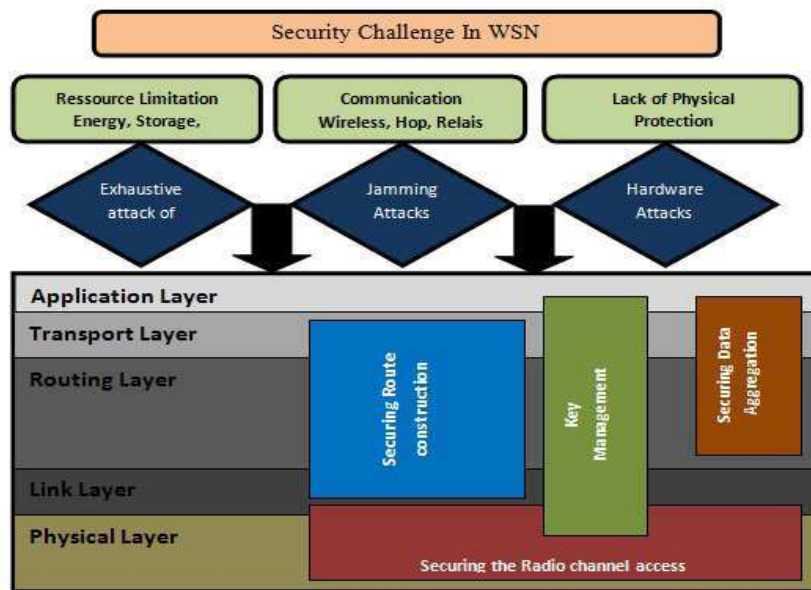 Security Challenge In WSN
Ressource Limitation
Energy, Storage,
Communication
Wireless, Hop, Relais
Lack of Physical
Protection
Exhaustive
attack of
Jamming
Attacks
Hardware
Attacks
Application Layer
Transport Layer
Routing Layer
Link Layer
Physical Layer
Securing Route
construction
Key
Management
Securing Data
Aggregation
Securing the Radio channel access